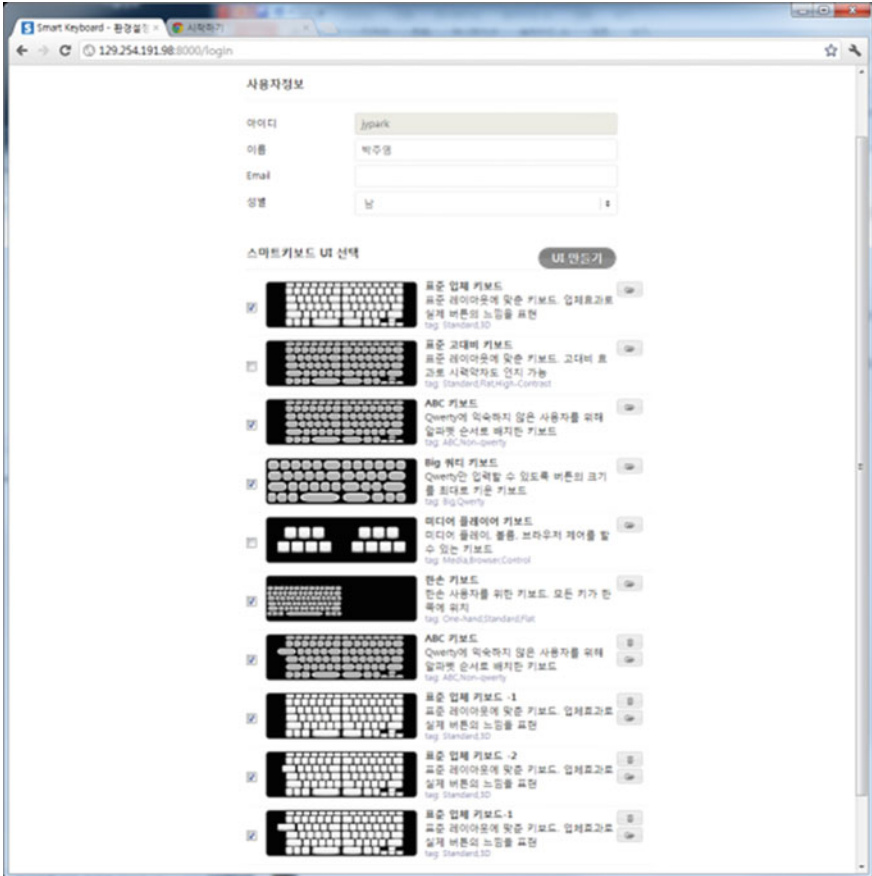 Smart Keyboard - 환경설정
시작하기
129.254.191.98:8000/login
사용자정보
아이디 jypark
이름 박주영
Email
성별 남
스마트키보드 UI 선택 UI 만들기
표준 입체 키보드
표준 레이아웃에 맞춘 키보드. 입체효과로
실제 버튼의 느낌을 표현
tag: Standard,3D
표준 고대비 키보드
표준 레이아웃에 맞춘 키보드. 고대비 효
과로 시력약자도 인지 가능
tag: Standard,Flat,High-Contrast
ABC 키보드
Qwerty에 익숙하지 않은 사용자를 위해
알파벳 순서로 배치한 키보드
tag: ABC,Non-qwerty
Big 쿼티 키보드
Qwerty만 입력할 수 있도록 버튼의 크기
를 최대로 키운 키보드
tag: Big,Qwerty
미디어 플레이어 키보드
미디어 플레이, 볼륨, 브라우저 제어를 할
수 있는 키보드
tag: Media,Browser,Control
한손 키보드
한손 사용자를 위한 키보드. 모든 키가 한
쪽에 위치
tag: One-hand,Standard,Flat
ABC 키보드
Qwerty에 익숙하지 않은 사용자를 위해
알파벳 순서로 배치한 키보드
tag: ABC,Non-qwerty
표준 입체 키보드 -1
표준 레이아웃에 맞춘 키보드. 입체효과로
실제 버튼의 느낌을 표현
tag: Standard,3D
표준 입체 키보드 -2
표준 레이아웃에 맞춘 키보드. 입체효과로
실제 버튼의 느낌을 표현
tag: Standard,3D
표준 입체 키보드-1
표준 레이아웃에 맞춘 키보드. 입체효과로
실제 버튼의 느낌을 표현
tag: Standard,3D